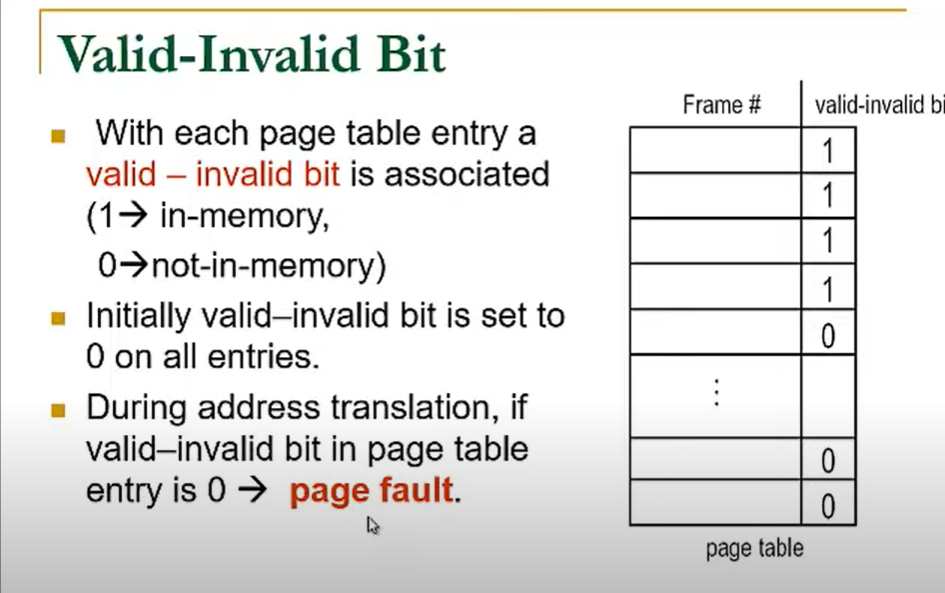 Valid-Invalid Bit
With each page table entry a
valid – invalid bit is associated
(1→ in-memory,
0→not-in-memory)
Initially valid–invalid bit is set to
0 on all entries.
During address translation, if
valid–invalid bit in page table
entry is 0 → page fault.
Frame # valid-invalid bi
1
1
1
1
0
⋮
0
0
page table